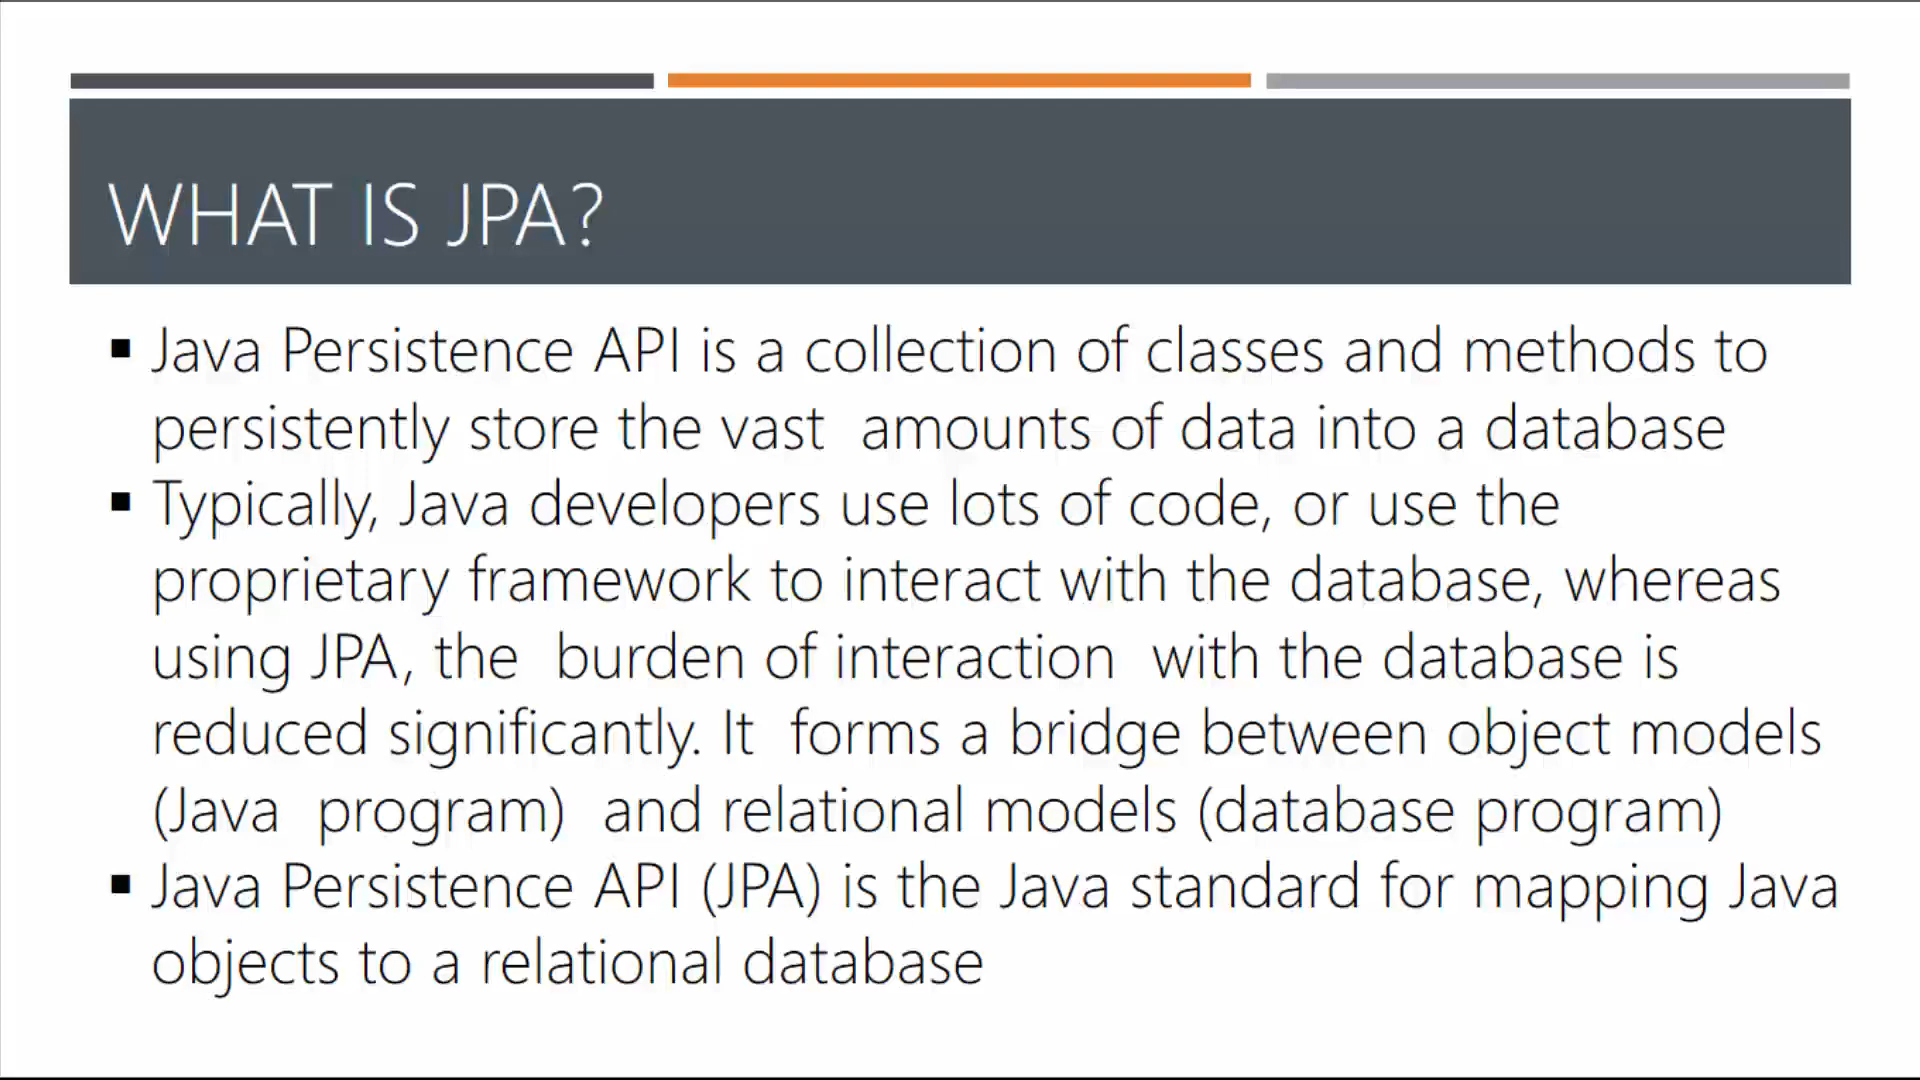 WHAT IS JPA?
▪ Java Persistence API is a collection of classes and methods to
persistently store the vast  amounts of data into a database
▪ Typically, Java developers use lots of code, or use the
proprietary framework to interact with the database, whereas
using JPA, the  burden of interaction  with the database is
reduced significantly. It  forms a bridge between object models
(Java  program)  and relational models (database program)
▪ Java Persistence API (JPA) is the Java standard for mapping Java
objects to a relational database